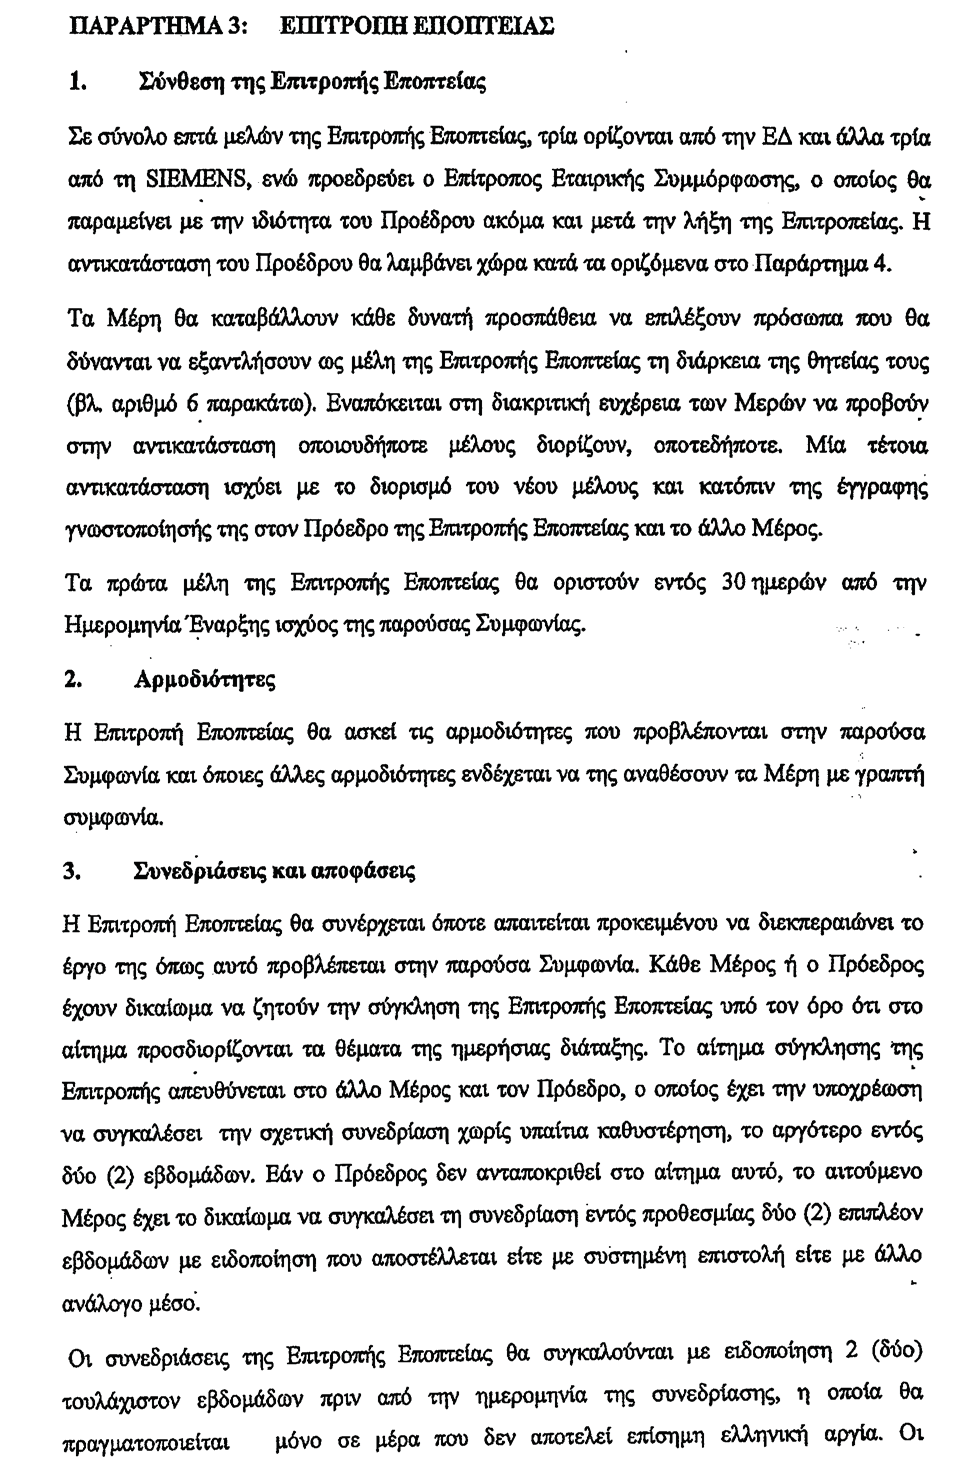 ΠΑΡΑΡΤΗΜΑ 3: ΕΠΙΤΡΟΠΗ ΕΠΟΠΤΕΙΑΣ
1. Σύνθεση της Επιτροπής Εποπτείας
Σε σύνολο επτά μελών της Επιτροπής Εποπτείας, τρία ορίζονται από την ΕΔ και άλλα τρία
από τη SIEMENS, ενώ προεδρεύει ο Επίτροπος Εταιρικής Συμμόρφωσης, ο οποίος θα
παραμείνει με την ιδιότητα του Προέδρου ακόμα και μετά την λήξη της Επιτροπείας. Η
αντικατάσταση του Προέδρου θα λαμβάνει χώρα κατά τα οριζόμενα στο Παράρτημα 4.
Τα Μέρη θα καταβάλλουν κάθε δυνατή προσπάθεια να επιλέξουν πρόσωπα που θα
δύνανται να εξαντλήσουν ως μέλη της Επιτροπής Εποπτείας τη διάρκεια της θητείας τους
(βλ. αριθμό 6 παρακάτω). Εναπόκειται στη διακριτική ευχέρεια των Μερών να προβούν
στην αντικατάσταση οποιουδήποτε μέλους διορίζουν, οποτεδήποτε. Μία τέτοια
αντικατάσταση ισχύει με το διορισμό του νέου μέλους και κατόπιν της έγγραφης
γνωστοποίησής της στον Πρόεδρο της Επιτροπής Εποπτείας και το άλλο Μέρος.
Τα πρώτα μέλη της Επιτροπής Εποπτείας θα οριστούν εντός 30 ημερών από την
Ημερομηνία Έναρξης ισχύος της παρούσας Συμφωνίας.
2. Αρμοδιότητες
Η Επιτροπή Εποπτείας θα ασκεί τις αρμοδιότητες που προβλέπονται στην παρούσα
Συμφωνία και όποιες άλλες αρμοδιότητες ενδέχεται να της αναθέσουν τα Μέρη με γραπτή
συμφωνία.
3. Συνεδριάσεις και αποφάσεις
Η Επιτροπή Εποπτείας θα συνέρχεται όποτε απαιτείται προκειμένου να διεκπεραιώνει το
έργο της όπως αυτό προβλέπεται στην παρούσα Συμφωνία. Κάθε Μέρος ή ο Πρόεδρος
έχουν δικαίωμα να ζητούν την σύγκληση της Επιτροπής Εποπτείας υπό τον όρο ότι στο
αίτημα προσδιορίζονται τα θέματα της ημερήσιας διάταξης. Το αίτημα σύγκλησης της
Επιτροπής απευθύνεται στο άλλο Μέρος και τον Πρόεδρο, ο οποίος έχει την υποχρέωση
να συγκαλέσει την σχετική συνεδρίαση χωρίς υπαίτια καθυστέρηση, το αργότερο εντός
δύο (2) εβδομάδων. Εάν ο Πρόεδρος δεν ανταποκριθεί στο αίτημα αυτό, το αιτούμενο
Μέρος έχει το δικαίωμα να συγκαλέσει τη συνεδρίαση εντός προθεσμίας δύο (2) επιπλέον
εβδομάδων με ειδοποίηση που αποστέλλεται είτε με συστημένη επιστολή είτε με άλλο
ανάλογο μέσο.
Οι συνεδριάσεις της Επιτροπής Εποπτείας θα συγκαλούνται με ειδοποίηση 2 (δύο)
τουλάχιστον εβδομάδων πριν από την ημερομηνία της συνεδρίασης, η οποία θα
πραγματοποιείται μόνο σε μέρα που δεν αποτελεί επίσημη ελληνική αργία. Οι